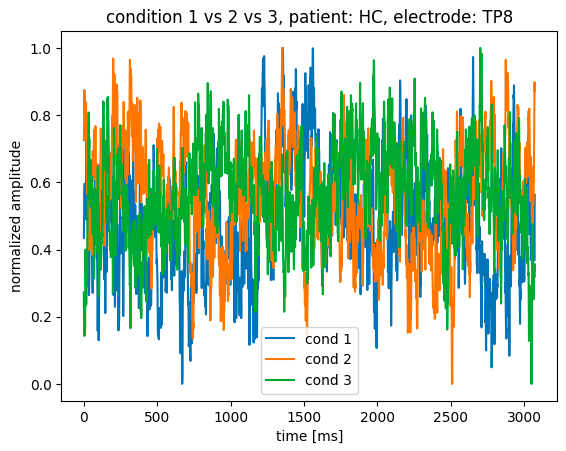 condition 1 vs 2 vs 3, patient: HC, electrode: TP8
normalized amplitude
1.0
0.8
0.6
0.4
0.2
0.0
cond 1
cond 2
cond 3
0 500 1000 1500 2000 2500 3000
time [ms]